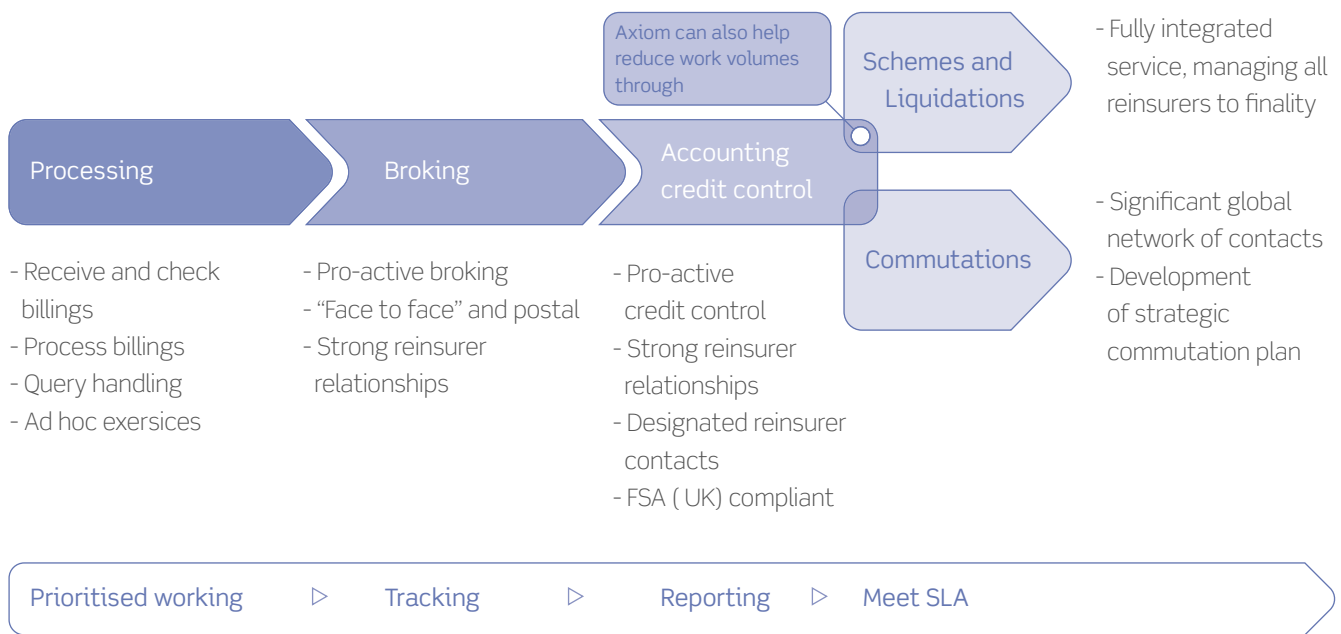 Axiom can also help
reduce work volumes
through
Schemes and
Liquidations
- Fully integrated
service, managing all
reinsurers to finality
Processing
Broking
Accounting
credit control
Commutations
- Significant global
network of contacts
- Development
of strategic
commutation plan
- Receive and check
billings
- Process billings
- Query handling
- Ad hoc exersices
- Pro-active broking
- “Face to face” and postal
- Strong reinsurer
relationships
- Pro-active
credit control
- Strong reinsurer
relationships
- Designated reinsurer
contacts
- FSA ( UK) compliant
Prioritised working ▷ Tracking ▷ Reporting ▷ Meet SLA